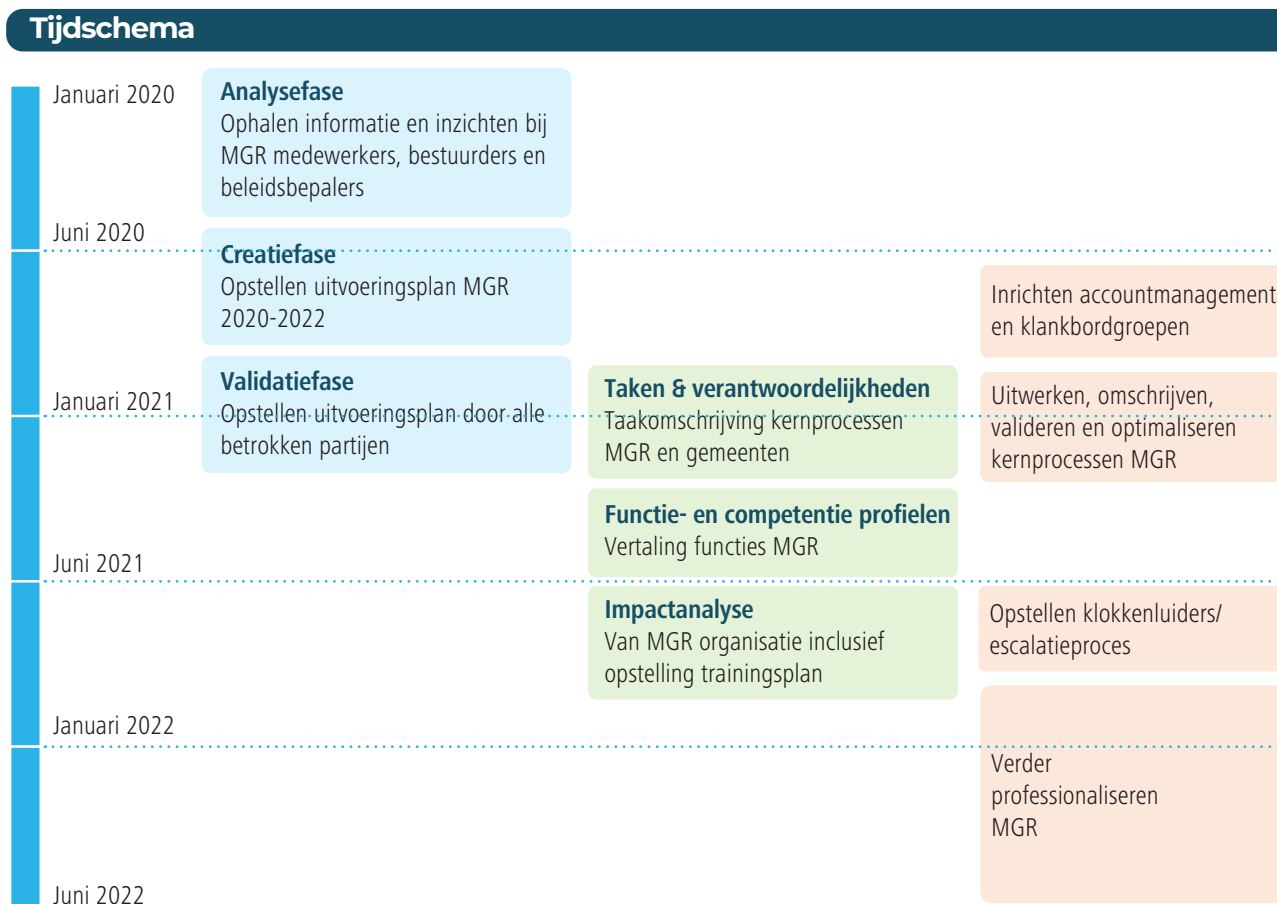 Tijdschema
Januari 2020
Juni 2020
Januari 2021
Juni 2021
Januari 2022
Juni 2022
Analysefase
Ophalen informatie en inzichten bij
MGR medewerkers, bestuurders en
beleidsbepalers
Creatiefase
Opstellen uitvoeringsplan MGR
2020-2022
Validatiefase
Opstellen uitvoeringsplan door alle
betrokken partijen
Taken & verantwoordelijkheden
Taakomschrijving kernprocessen
MGR en gemeenten
Functie- en competentie profielen
Vertaling functies MGR
Impactanalyse
Van MGR organisatie inclusief
opstelling trainingsplan
Inrichten accountmanagement
en klankbordgroepen
Uitwerken, omschrijven,
valideren en optimaliseren
kernprocessen MGR
Opstellen klokkenluiders/
escalatieproces
Verder
professionaliseren
MGR